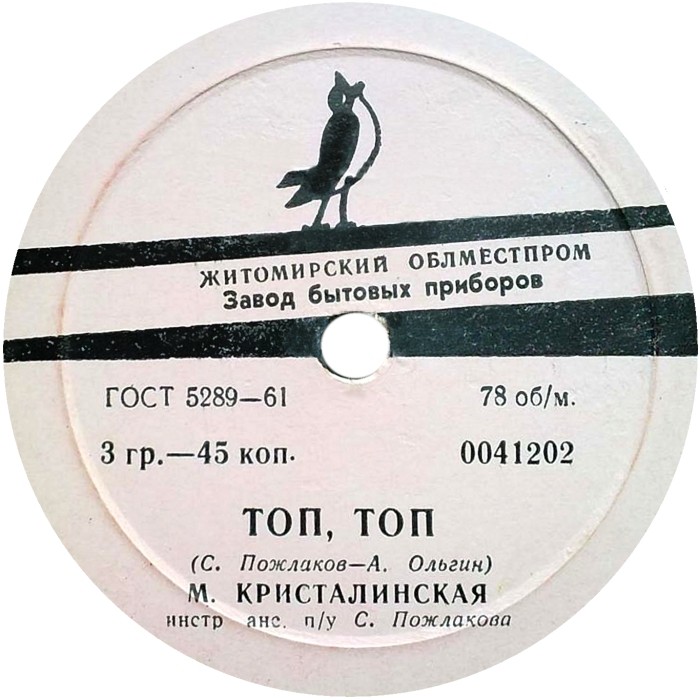 ЖИТОМИРСКИЙ ОБЛМЕСТПРОМ
Завод бытовых приборов
ГОСТ 5289—61 78 об/м.
3 гр.—45 коп. 0041202
ТОП, ТОП
(С. Пожлаков—А. Ольгин)
М. КРИСТАЛИНСКАЯ
инстр анс. п/у С. Пожлакова